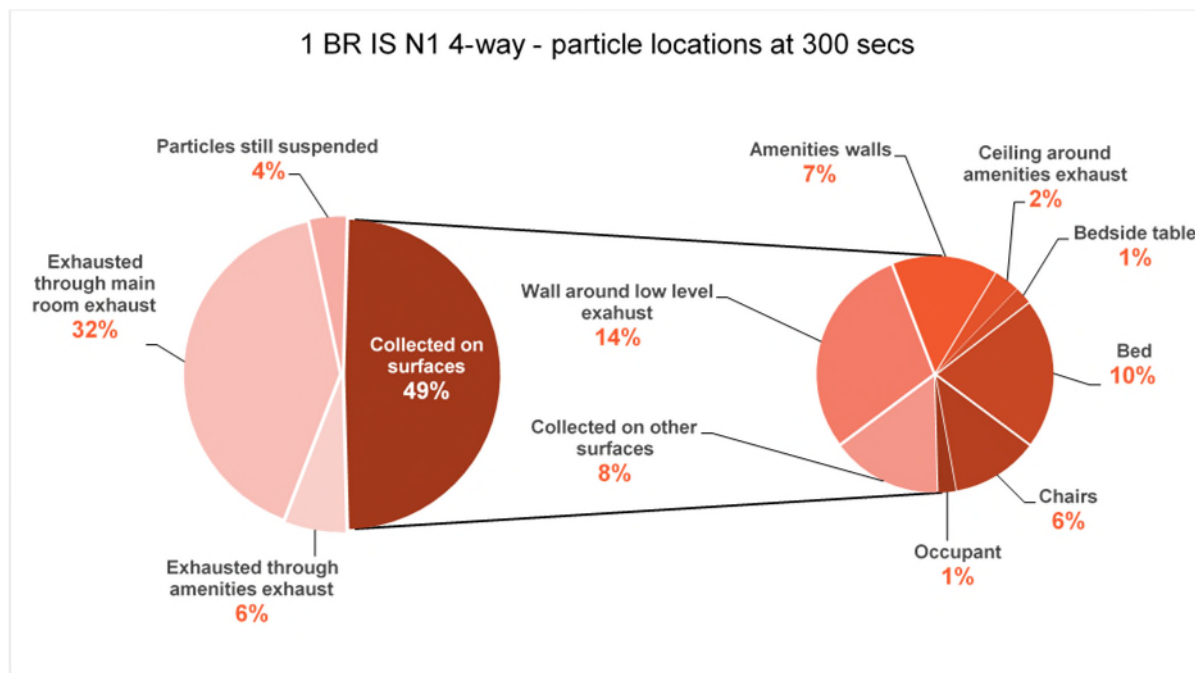 1 BR IS N1 4-way - particle locations at 300 secs
Particles still suspended
4%
Exhausted
through main
room exhaust
32%
Collected on
surfaces
49%
Exhausted through
amenities exhaust
6%
Amenities walls
7%
Ceiling around
amenities exhaust
2%
Bedside table
1%
Wall around low level
exahust
14%
Bed
10%
Collected on other
surfaces
8%
Chairs
6%
Occupant
1%